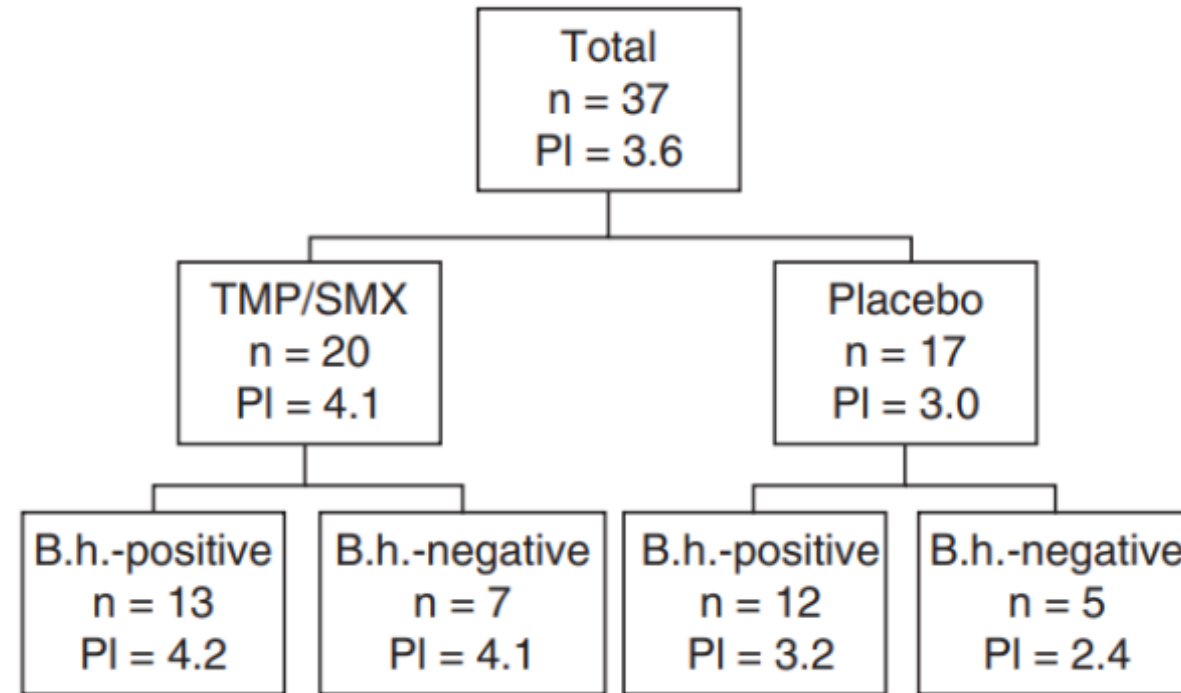 Total
n = 37
PI = 3.6
TMP/SMX
n = 20
PI = 4.1
Placebo
n = 17
PI = 3.0
B.h.-positive
n = 13
PI = 4.2
B.h.-negative
n = 7
PI = 4.1
B.h.-positive
n = 12
PI = 3.2
B.h.-negative
n = 5
PI = 2.4